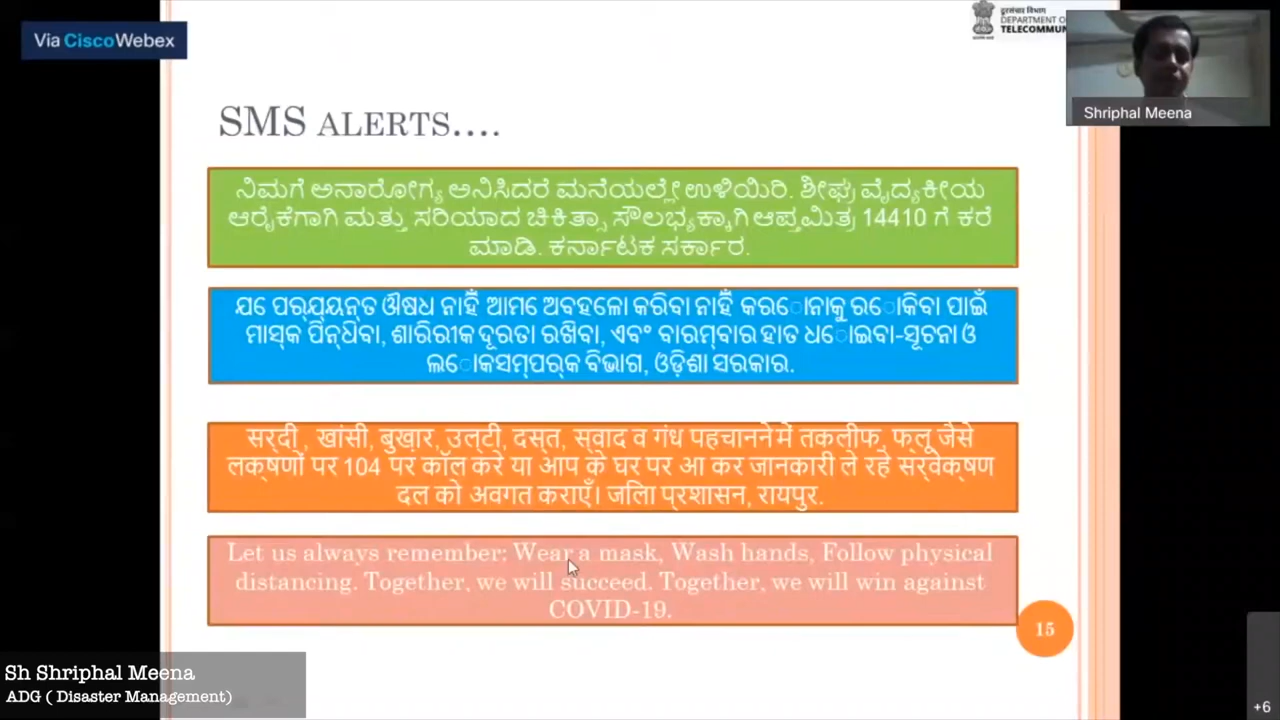 Via CiscoWebex
दूरसंचार विभाग
DEPARTMENT OF
TELECOMMUN
Shriphal Meena
SMS ALERTS....
ನಿಮಗೆ ಅನಾರೋಗ್ಯ ಅನಿಸಿದರೆ ಮನೆಯಲ್ಲೇ ಉಳಿಯಿರಿ. ಶೀಘ್ರ ವೈದ್ಯಕೀಯ
ಆರೈಕೆಗಾಗಿ ಮತ್ತು ಸರಿಯಾದ ಚಿಕಿತ್ಸಾ ಸೌಲಭ್ಯಕ್ಕಾಗಿ ಆಪ್ತಮಿತ್ರ 14410 ಗೆ ಕರೆ
ಮಾಡಿ. ಕರ್ನಾಟಕ ಸರ್ಕಾರ.
ଯେ ପର୍‌ଯ୍ୟନ୍‌ତ ଔଷଧ ନାହିଁ ଆମେ ଅବହେଳା କରିବା ନାହିଁ କରୋନାକୁ ରୋକିବା ପାଇଁ
ମାସ୍‌କ ପିନ୍‌ଧିବା, ଶାରିରୀକ ଦୂରତା ରଖିବା, ଏବଂ ବାରମ୍‌ବାର ହାତ ଧୋଇବା-ସୂଚନା ଓ
ଲୋକସମ୍‌ପର୍‌କ ବିଭାଗ, ଓଡ଼ିଶା ସରକାର.
सर्‌दी , खांसी, बुखा़र, उल्‌टी, दस्‌त, स्‌वाद व गंध पहचानने में तकलीफ, फ्‌लू जैसे
लक्‌षणों पर 104 पर कॉल करे या आप के घर पर आ कर जानकारी ले रहे सर्‌वेक्‌षण
दल को अवगत कराएँ। जिला प्‌रशासन, रायपुर.
Let us always remember: Wear a mask, Wash hands, Follow physical
distancing. Together, we will succeed. Together, we will win against
COVID-19.
15
Sh Shriphal Meena
ADG ( Disaster Management)
+6